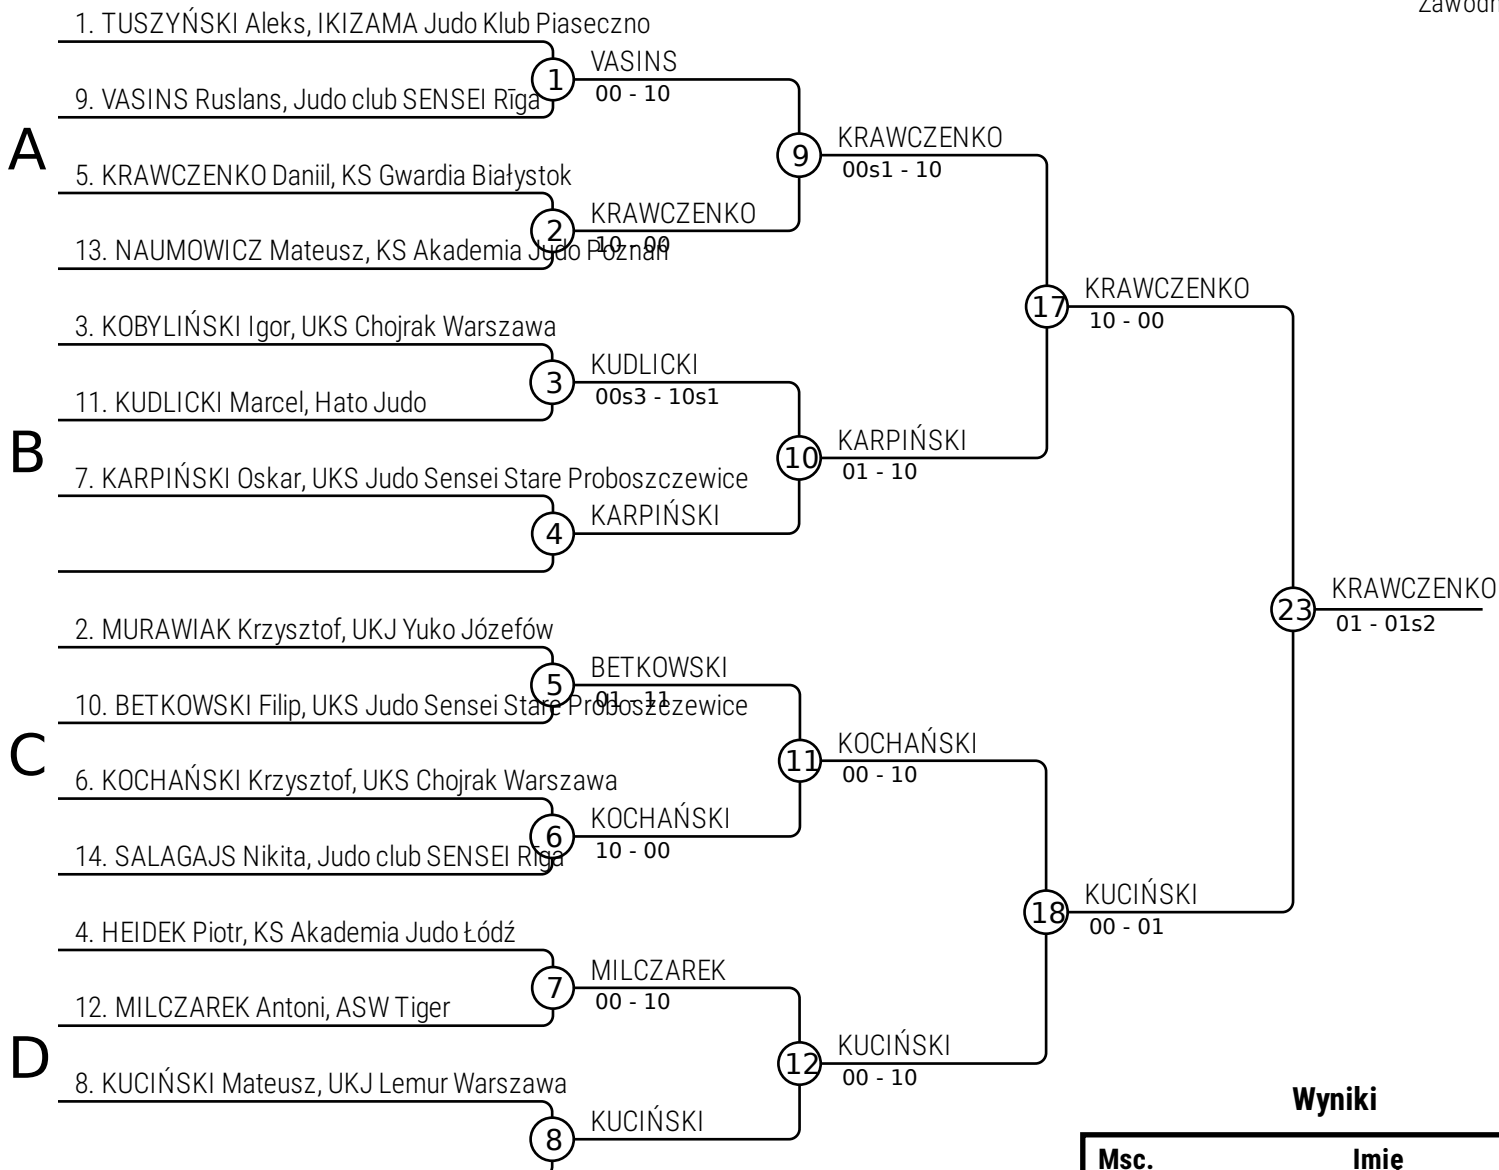 Zawodn
1. TUSZYŃSKI Aleks, IKIZAMA Judo Klub Piaseczno
1
VASINS
00 - 10
9. VASINS Ruslans, Judo club SENSEI Rīga
A
9
KRAWCZENKO
00s1 - 10
5. KRAWCZENKO Daniil, KS Gwardia Białystok
2
KRAWCZENKO
10 - 00
13. NAUMOWICZ Mateusz, KS Akademia Judo Poznań
17
KRAWCZENKO
10 - 00
3. KOBYLIŃSKI Igor, UKS Chojrak Warszawa
3
KUDLICKI
00s3 - 10s1
11. KUDLICKI Marcel, Hato Judo
B
10
KARPIŃSKI
01 - 10
7. KARPIŃSKI Oskar, UKS Judo Sensei Stare Proboszczewice
4
KARPIŃSKI
23
KRAWCZENKO
01 - 01s2
2. MURAWIAK Krzysztof, UKJ Yuko Józefów
5
BETKOWSKI
01 - 11
10. BETKOWSKI Filip, UKS Judo Sensei Stare Proboszczewice
C
11
KOCHAŃSKI
00 - 10
6. KOCHAŃSKI Krzysztof, UKS Chojrak Warszawa
6
KOCHAŃSKI
10 - 00
14. SALAGAJS Nikita, Judo club SENSEI Rīga
18
KUCIŃSKI
00 - 01
4. HEIDEK Piotr, KS Akademia Judo Łódź
7
MILCZAREK
00 - 10
12. MILCZAREK Antoni, ASW Tiger
D
12
KUCIŃSKI
00 - 10
8. KUCIŃSKI Mateusz, UKJ Lemur Warszawa
8
KUCIŃSKI
Wyniki
Msc. Imię